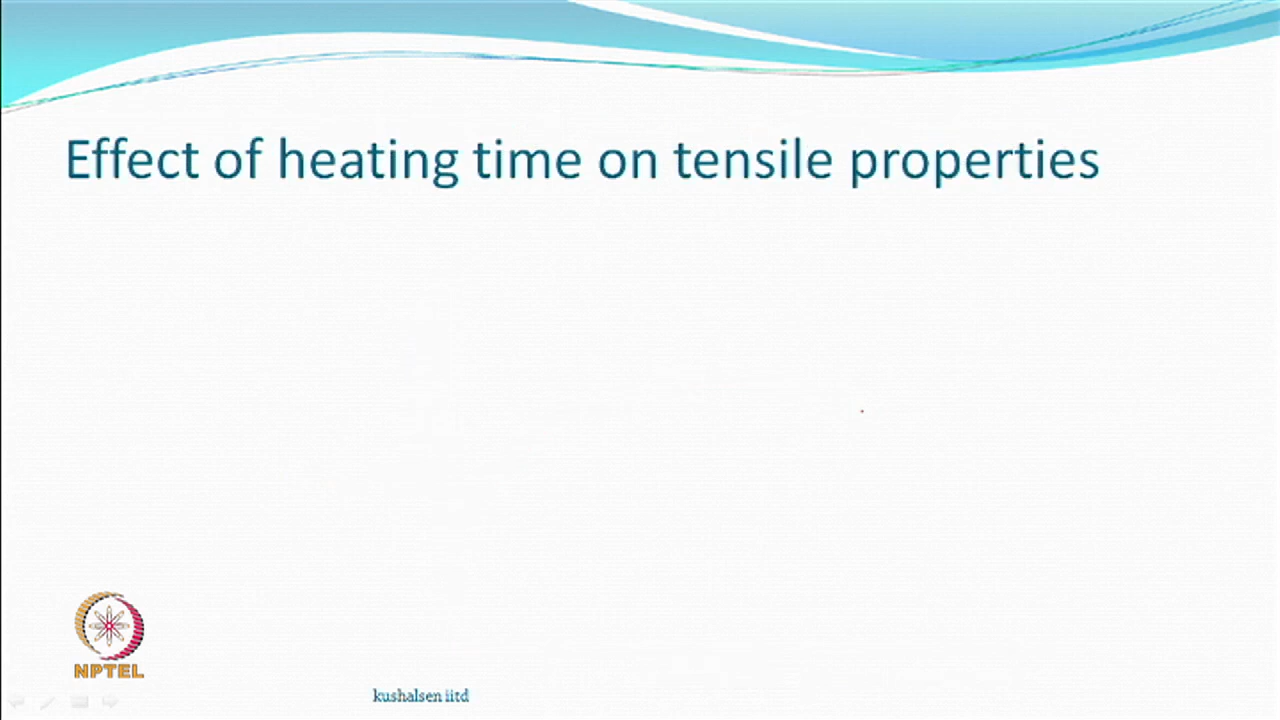 Effect of heating time on tensile properties
NPTEL
kushalsen iitd